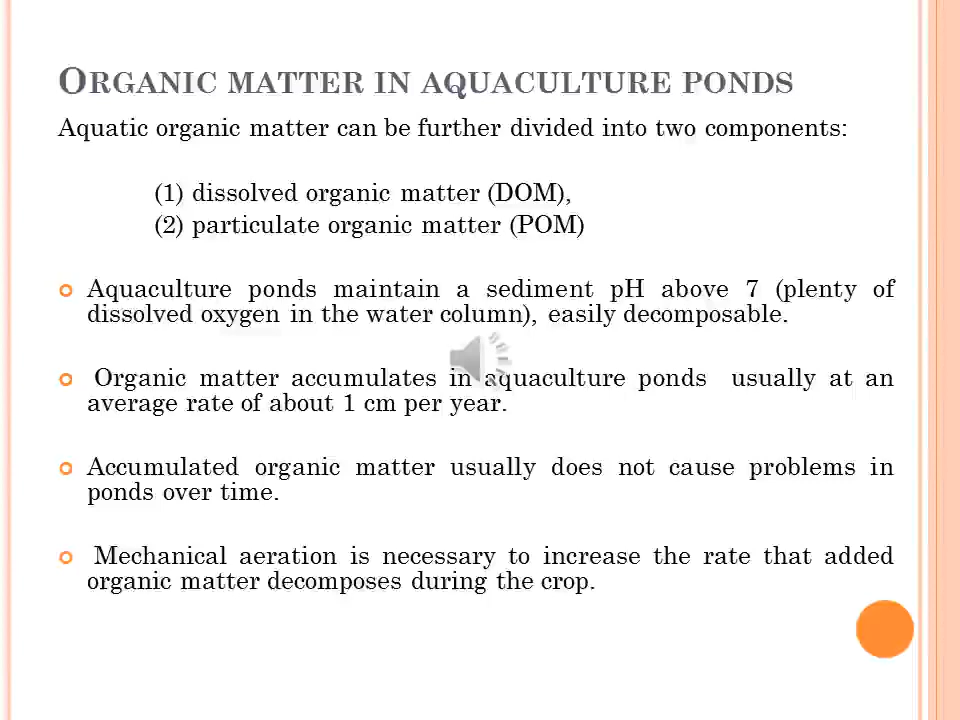 ORGANIC MATTER IN AQUACULTURE PONDS
Aquatic organic matter can be further divided into two components:
(1) dissolved organic matter (DOM),
(2) particulate organic matter (POM)
Aquaculture ponds maintain a sediment pH above 7 (plenty of
dissolved oxygen in the water column), easily decomposable.
Organic matter accumulates in aquaculture ponds usually at an
average rate of about 1 cm per year.
Accumulated organic matter usually does not cause problems in
ponds over time.
Mechanical aeration is necessary to increase the rate that added
organic matter decomposes during the crop.